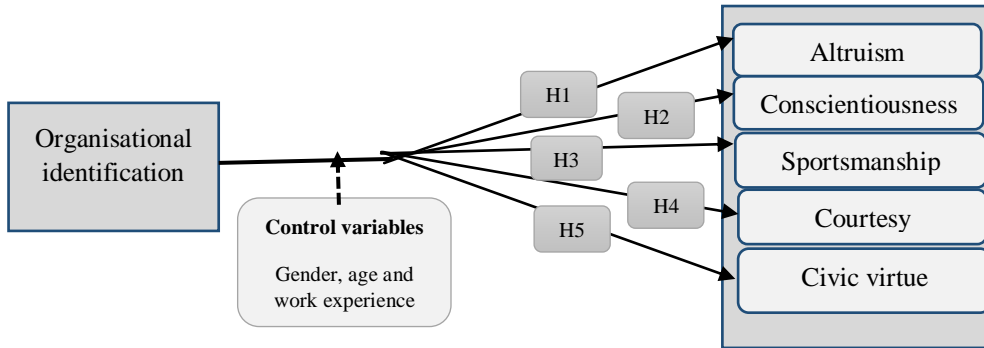 Organisational
identification
Control variables
Gender, age and
work experience
H1
H2
H3
H4
H5
Altruism
Conscientiousness
Sportsmanship
Courtesy
Civic virtue